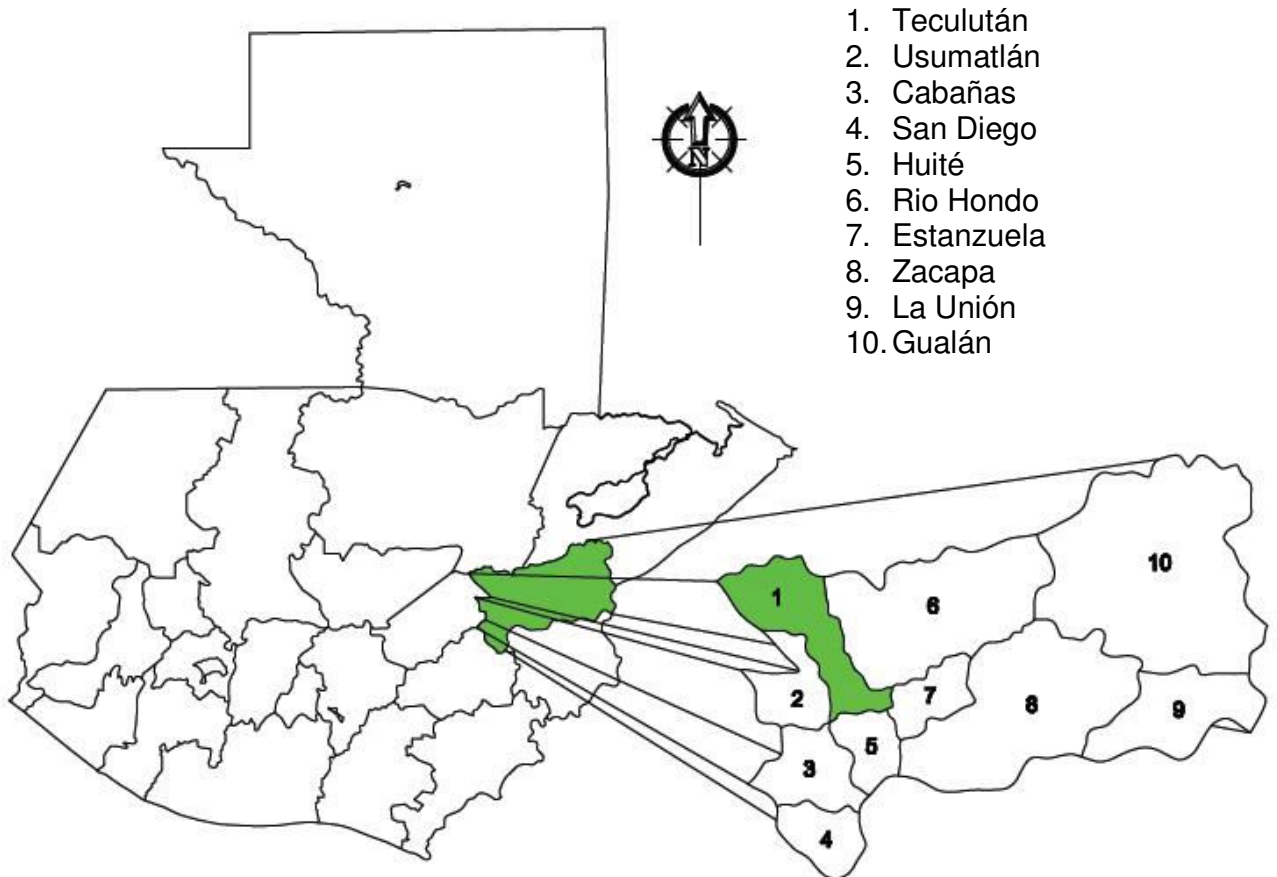 1. Teculután
2. Usumatlán
3. Cabañas
4. San Diego
5. Huité
6. Rio Hondo
7. Estanzuela
8. Zacapa
9. La Unión
10. Gualán
N
10
1
6
7
2
8
9
5
3
4